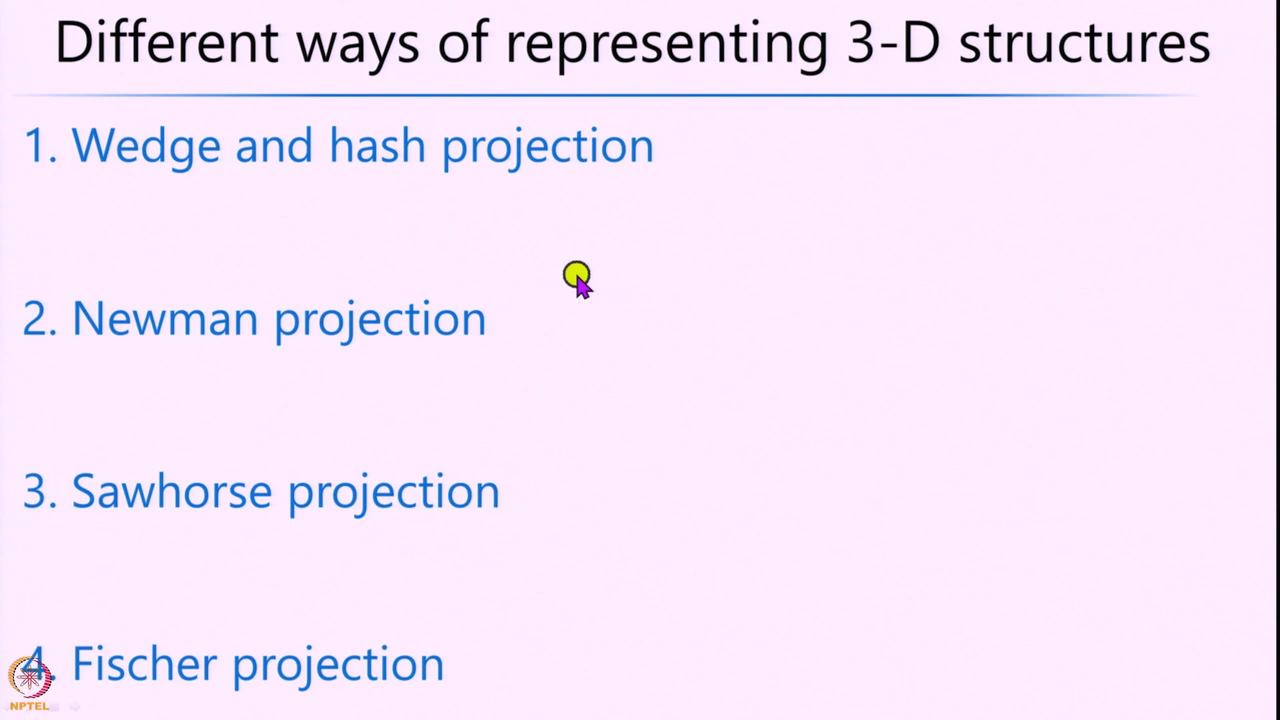 Different ways of representing 3-D structures
1. Wedge and hash projection
2. Newman projection
3. Sawhorse projection
4. Fischer projection
NPTEL